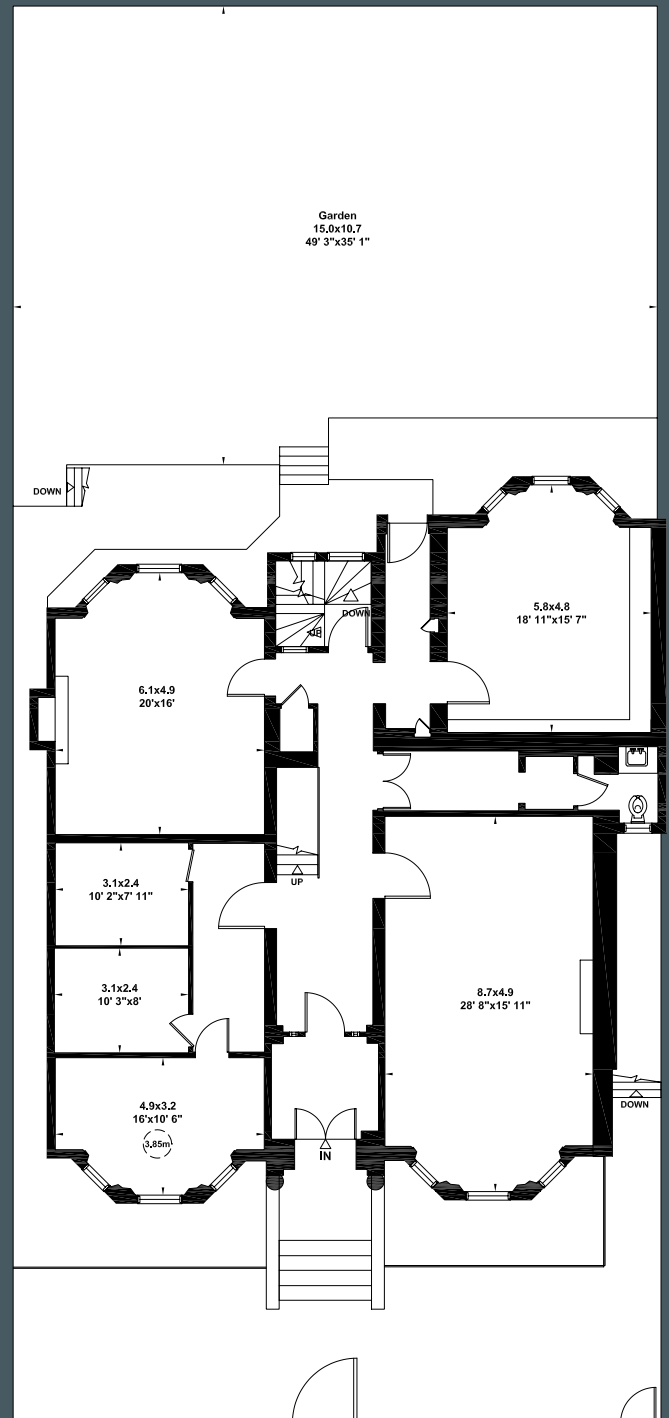 Garden
15.0x10.7
49' 3"x35' 1"
DOWN
5.8x4.8
18' 11"x15' 7"
DOWN
UP
6.1x4.9
20'x16'
UP
3.1x2.4
10' 2"x7' 11"
3.1x2.4
10' 3"x8'
8.7x4.9
28' 8"x15' 11"
4.9x3.2
16'x10' 6"
3.85m
DOWN
IN